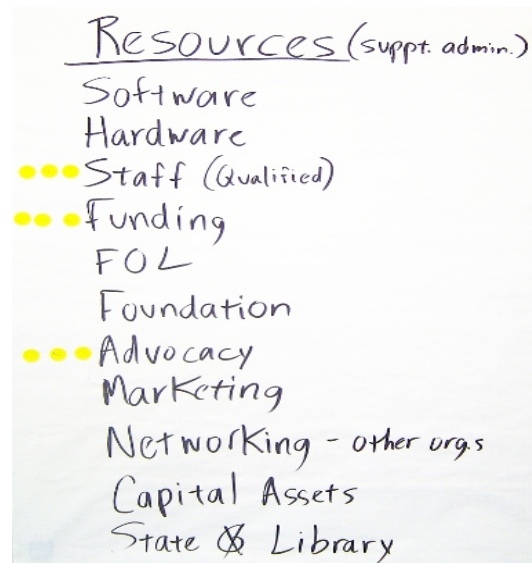 Resources (suppt. admin.)
Software
Hardware
Staff (Qualified)
Funding
FOL
Foundation
Advocacy
Marketing
Networking - other orgs
Capital Assets
State Library